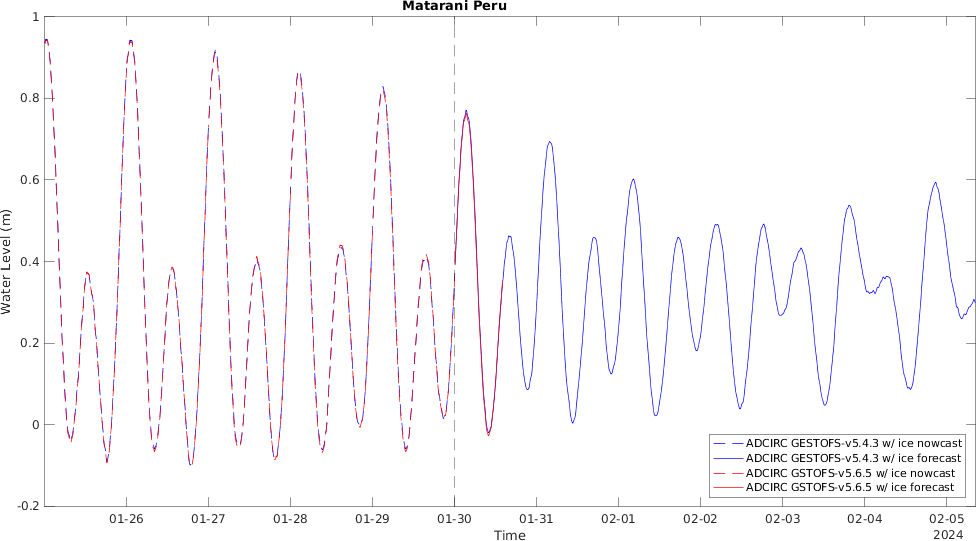 Matarani Peru
1
0.8
0.6
0.4
0.2
0
-0.2
Water Level (m)
01-26 01-27 01-28 01-29 01-30 01-31 02-01 02-02 02-03 02-04 02-05
2024
Time
ADCIRC GESTOFS-v5.4.3 w/ ice nowcast
ADCIRC GESTOFS-v5.4.3 w/ ice forecast
ADCIRC GSTOFS-v5.6.5 w/ ice nowcast
ADCIRC GSTOFS-v5.6.5 w/ ice forecast